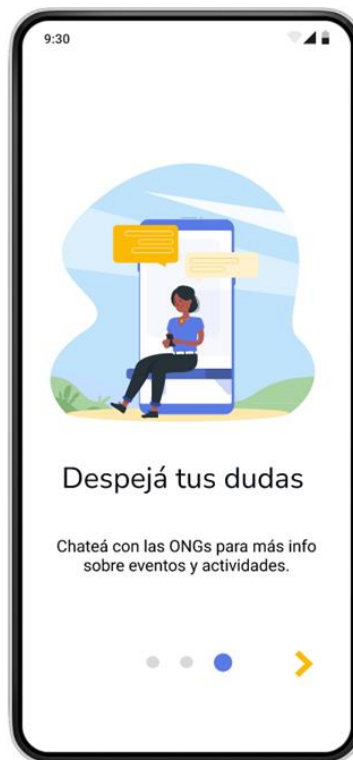 9:30
Despejá tus dudas
Chateá con las ONGs para más info
sobre eventos y actividades.